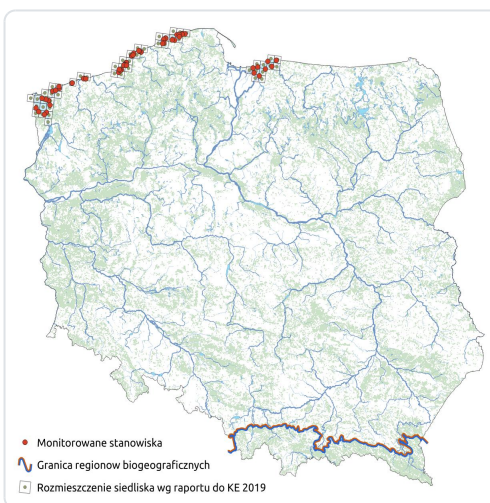 Monitorowane stanowiska
Granica regionow biogeograficznych
Rozmieszczenie siedliska wg raportu do KE 2019